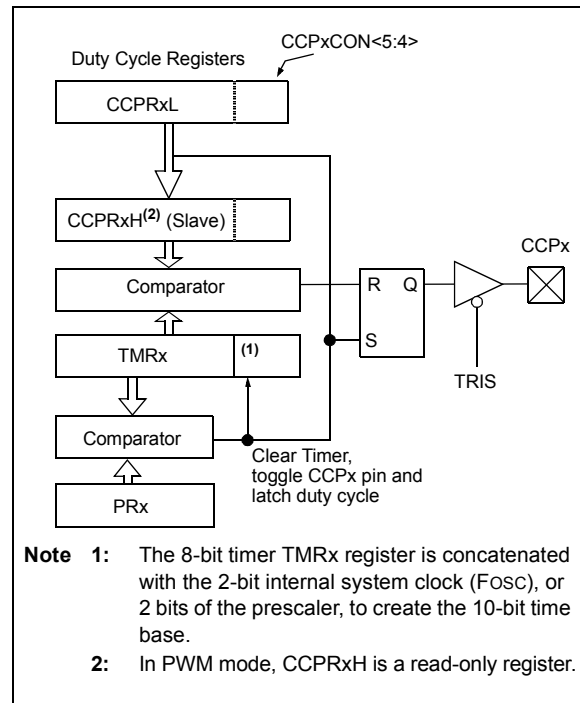 CCPxCON<5:4>
Duty Cycle Registers
CCPRxL
CCPRxH(2) (Slave)
CCPx
Comparator
R Q
TMRx (1)
S
TRIS
Comparator
Clear Timer,
toggle CCPx pin and
latch duty cycle
PRx
Note 1: The 8-bit timer TMRx register is concatenated
with the 2-bit internal system clock (FOSC), or
2 bits of the prescaler, to create the 10-bit time
base.
2: In PWM mode, CCPRxH is a read-only register.